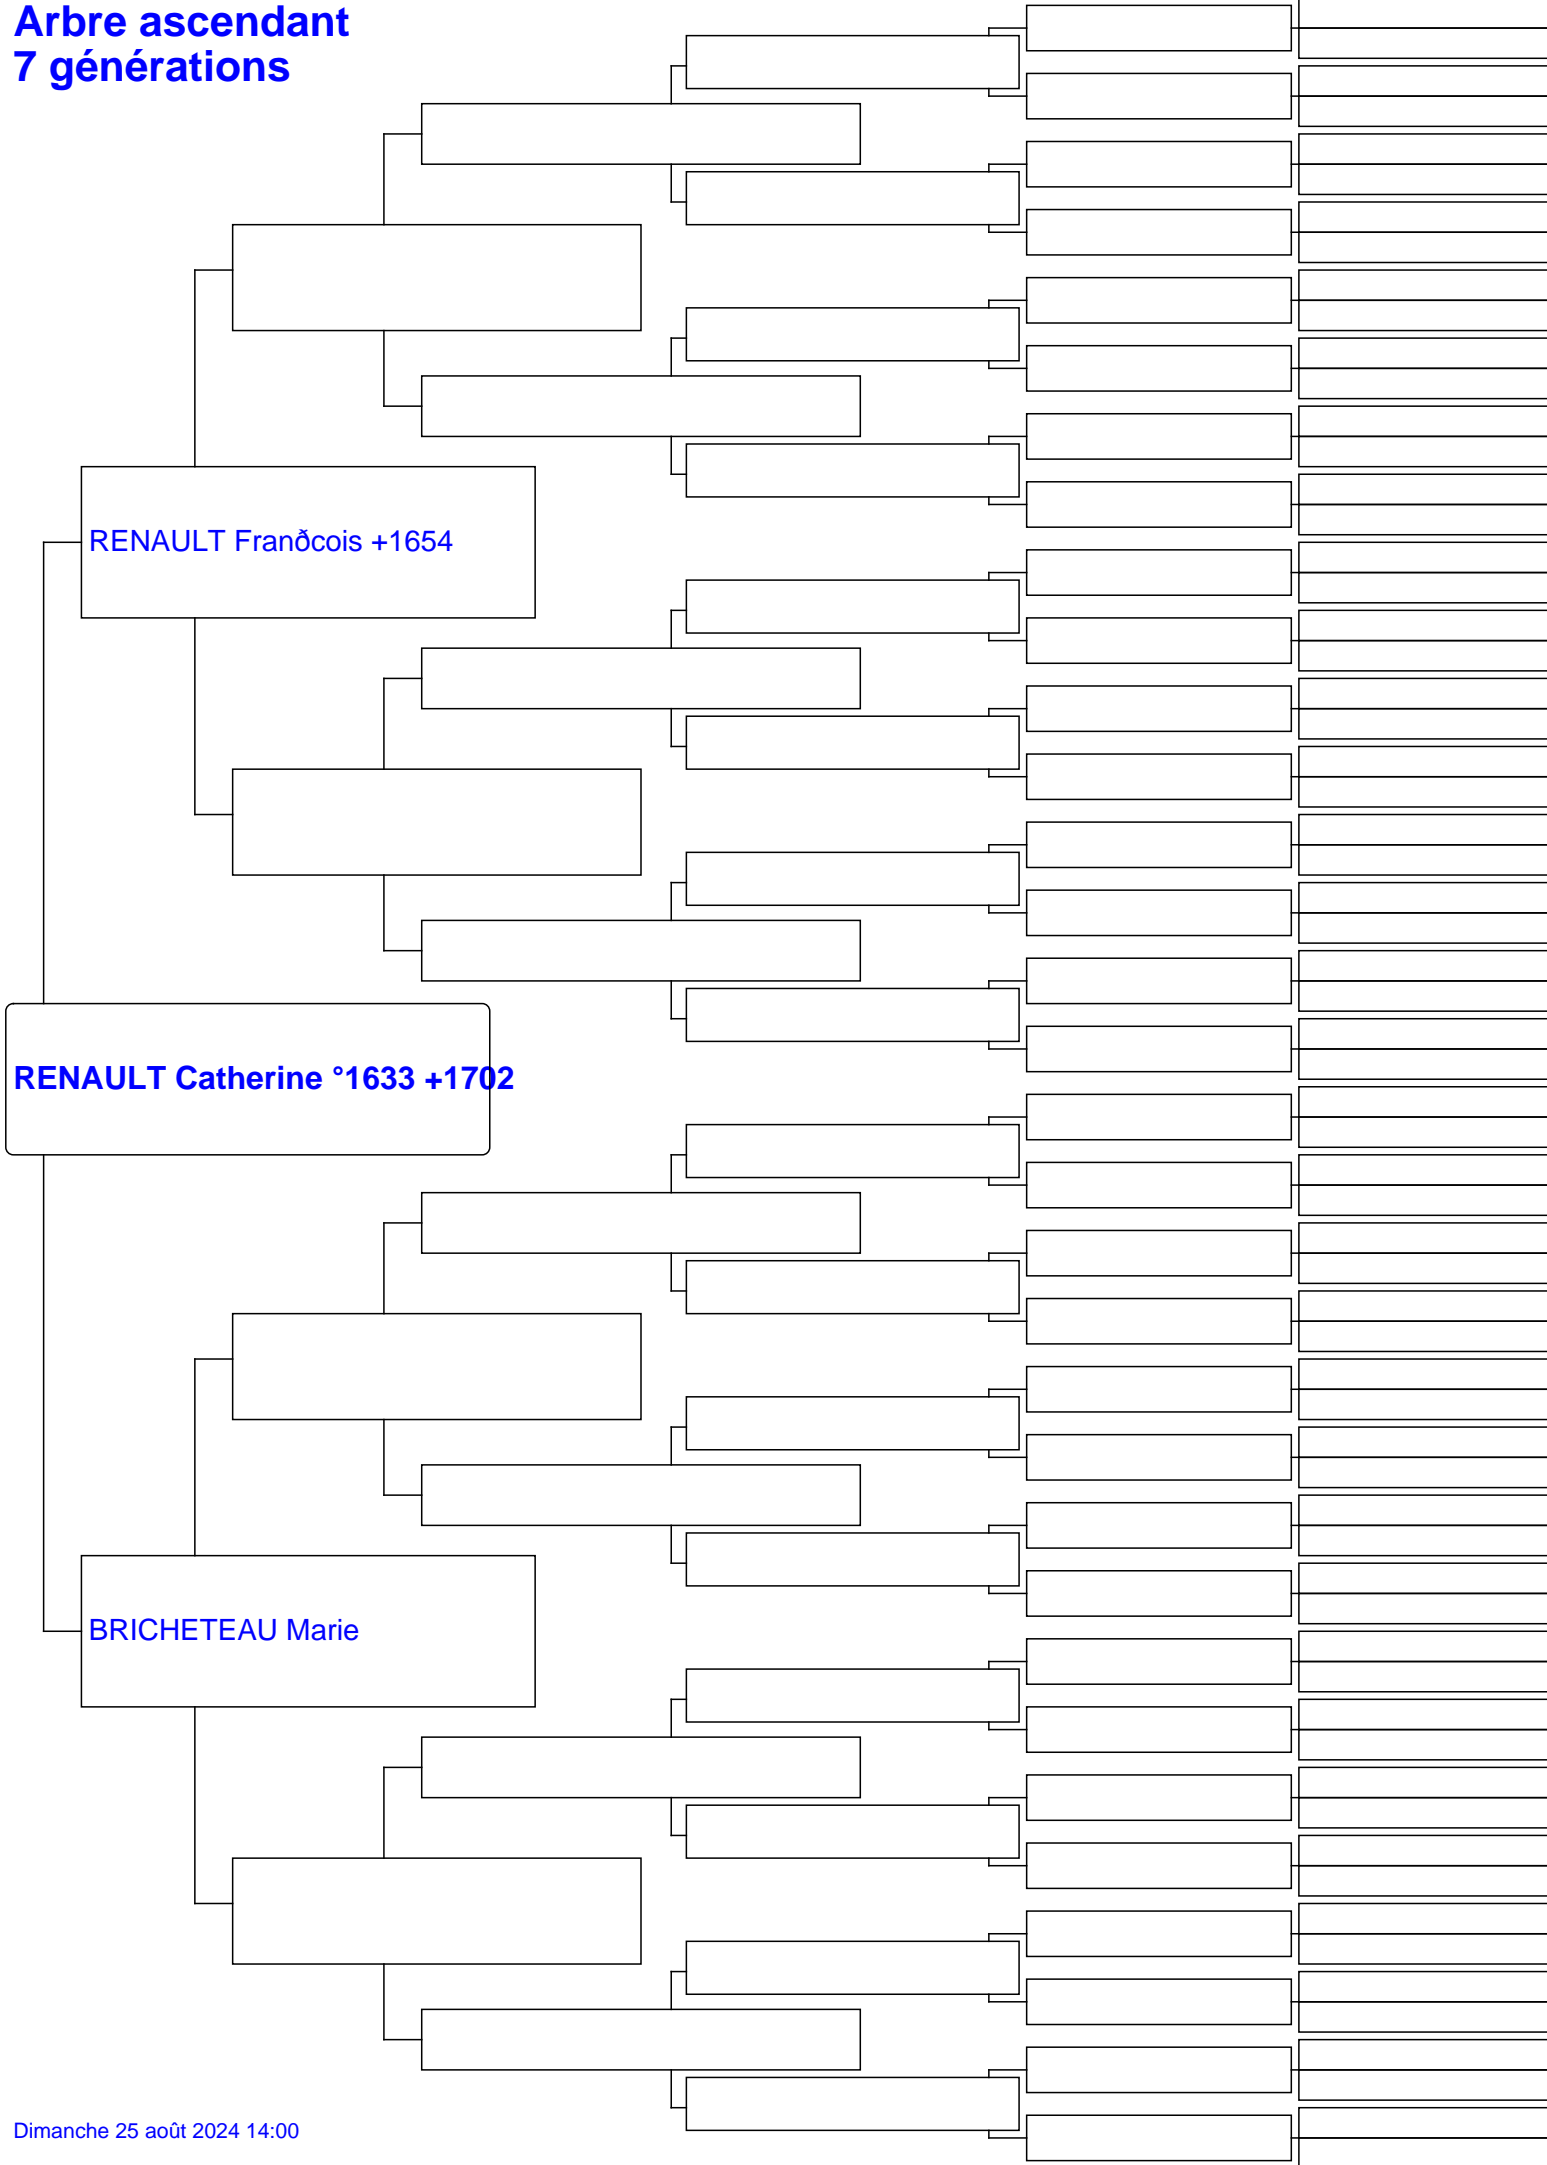 Arbre ascendant
7 générations
RENAULT Franðcois +1654
RENAULT Catherine °1633 +1702
BRICHETEAU Marie
Dimanche 25 août 2024 14:00